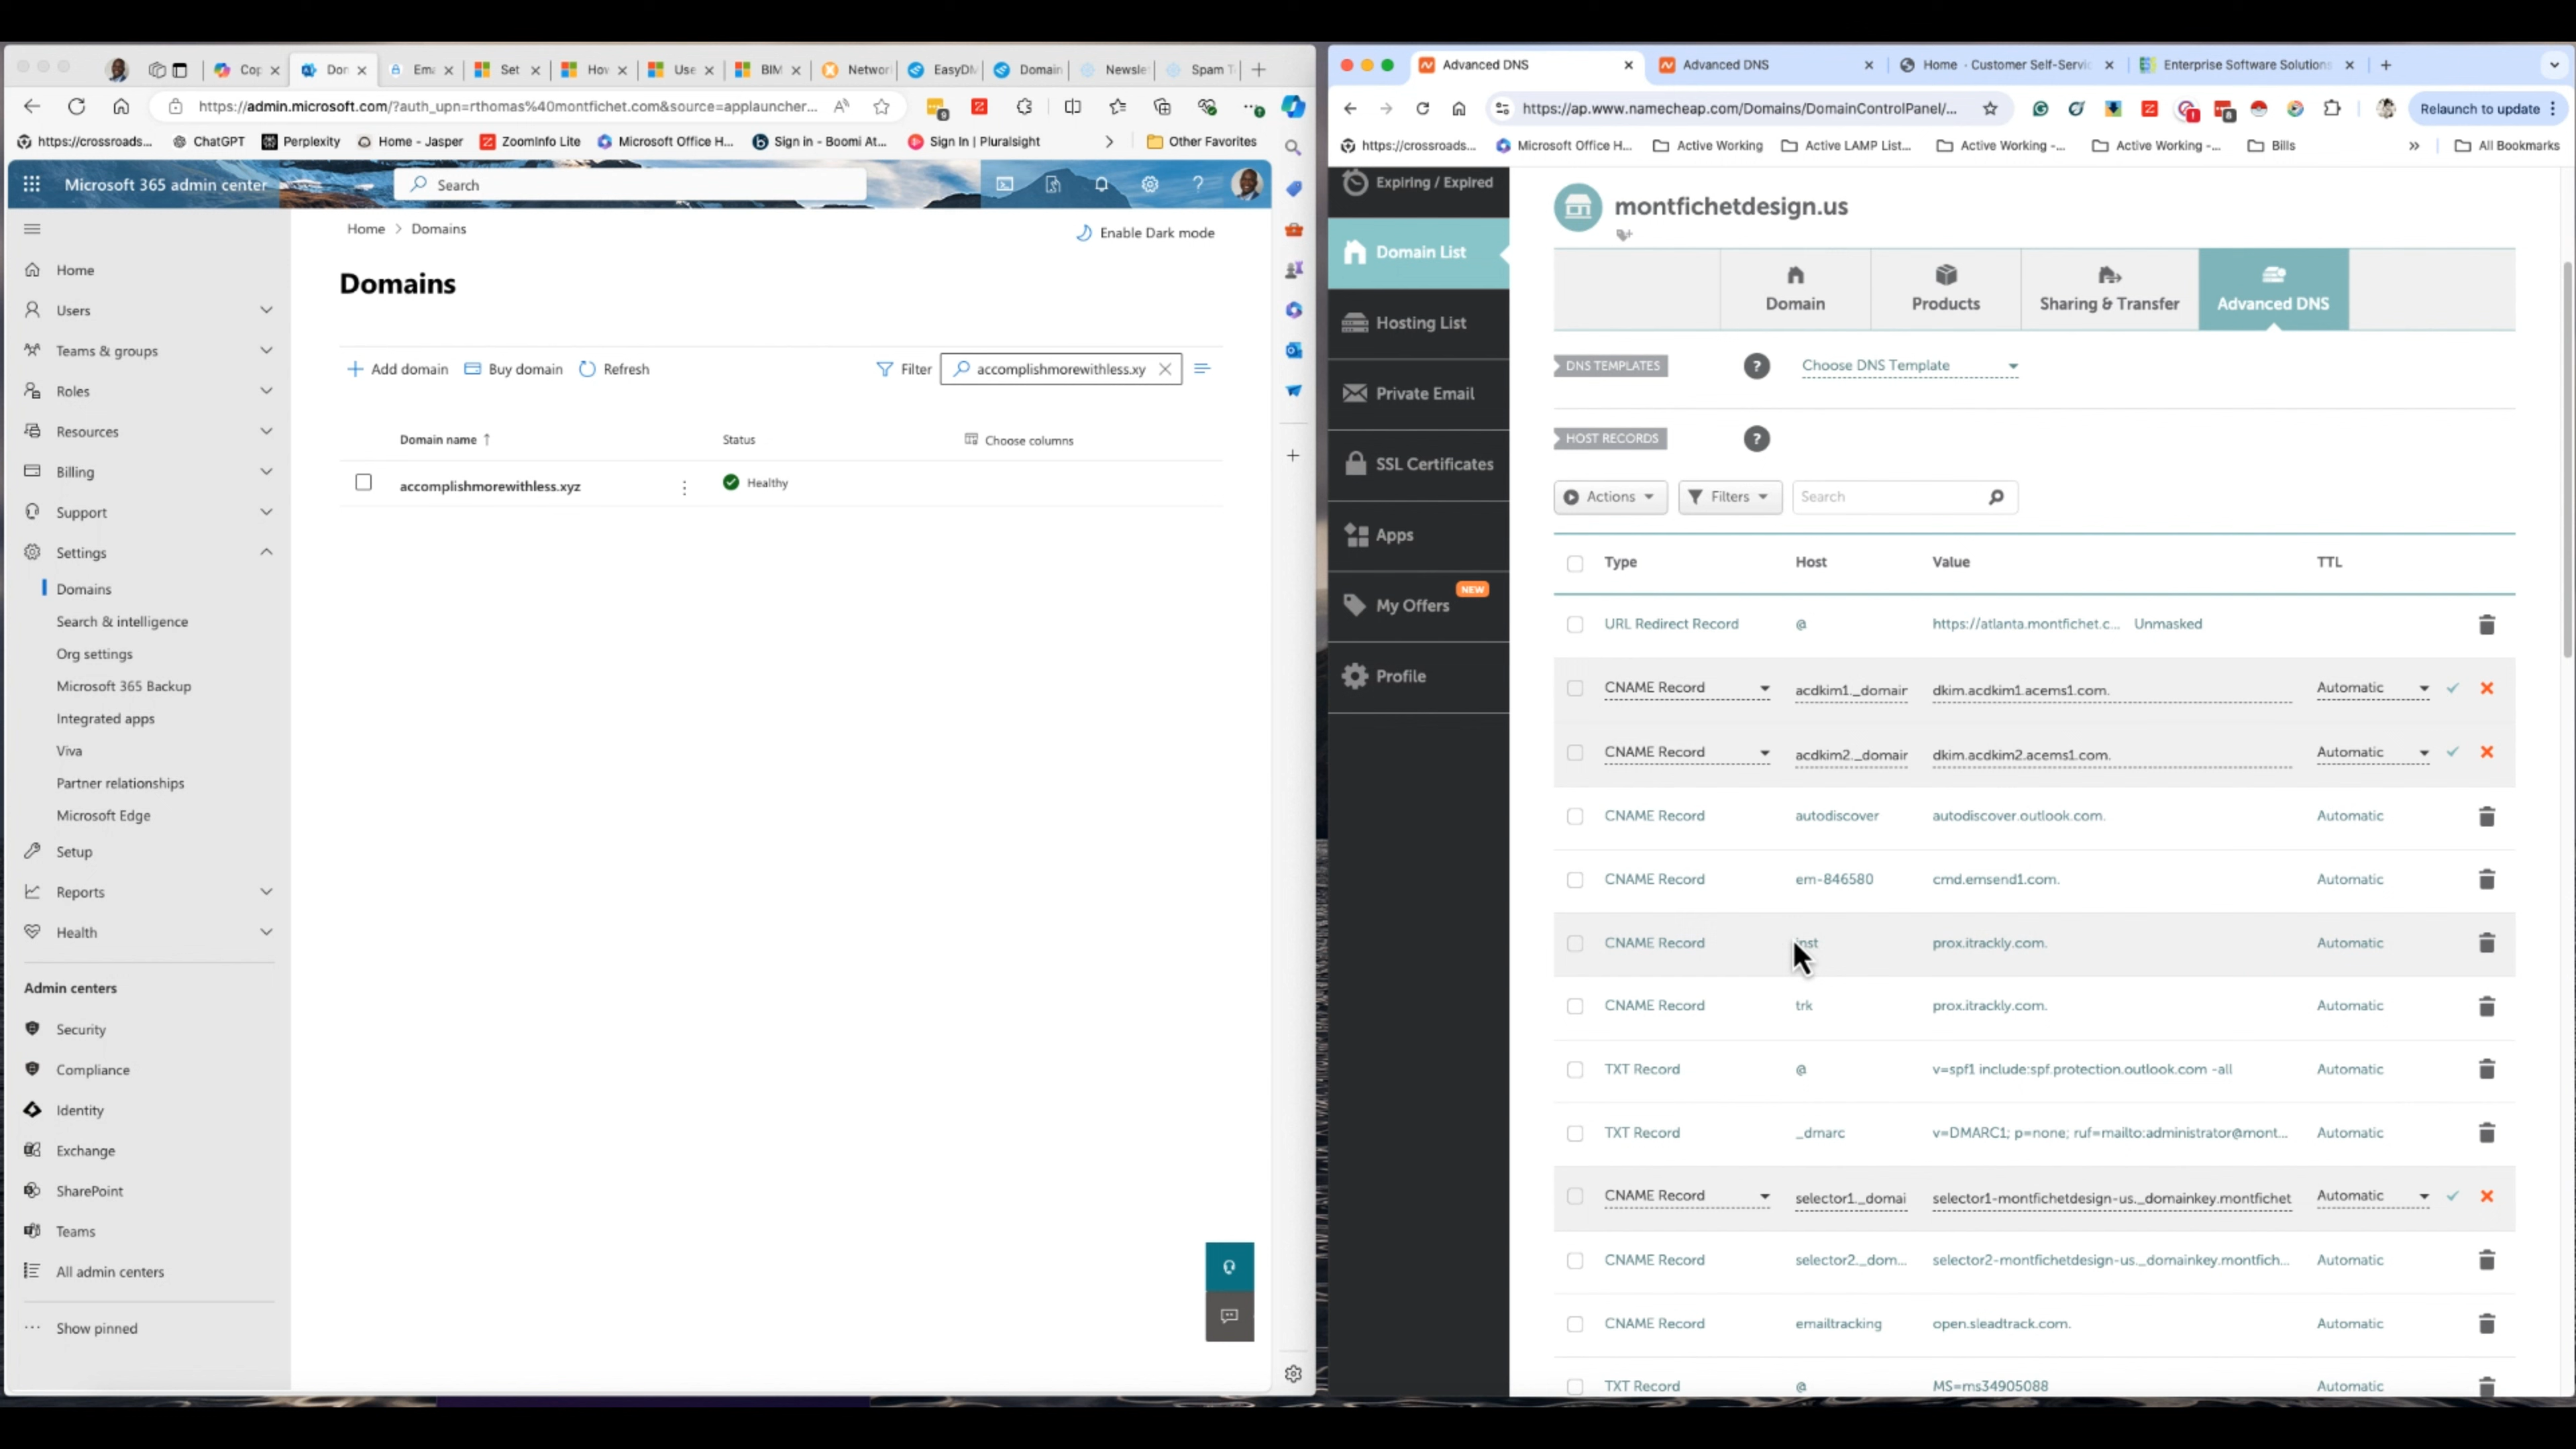 Cop
Don
Ema
Set
How
Use
BIM
Networ
EasyDM
Domain
Newsle
Spam T
https://admin.microsoft.com/?auth_upn=rthomas%40montfichet.com&source=applauncher...
https://crossroads...
ChatGPT
Perplexity
Home - Jasper
ZoomInfo Lite
Microsoft Office H...
Sign in - Boomi At...
Sign In | Pluralsight
Other Favorites
Microsoft 365 admin center
Search
Home
Users
Teams & groups
Roles
Resources
Billing
Support
Settings
Domains
Search & intelligence
Org settings
Microsoft 365 Backup
Integrated apps
Viva
Partner relationships
Microsoft Edge
Setup
Reports
Health
Admin centers
Security
Compliance
Identity
Exchange
SharePoint
Teams
All admin centers
Show pinned
Home > Domains
Enable Dark mode
Domains
Add domain
Buy domain
Refresh
Filter
accomplishmorewithless.xy
Domain name ↑
Status
Choose columns
accomplishmorewithless.xyz
Healthy
Advanced DNS
Advanced DNS
Home - Customer Self-Servic
Enterprise Software Solutions
https://ap.www.namecheap.com/Domains/DomainControlPanel/...
Relaunch to update
https://crossroads...
Microsoft Office H...
Active Working
Active LAMP List...
Active Working -...
Active Working -...
Bills
All Bookmarks
Expiring / Expired
Domain List
Hosting List
Private Email
SSL Certificates
Apps
My Offers
NEW
Profile
montfichetdesign.us
Domain
Products
Sharing & Transfer
Advanced DNS
DNS TEMPLATES
?
Choose DNS Template
HOST RECORDS
?
Actions
Filters
Search
Type Host Value TTL
URL Redirect Record @ https://atlanta.montfichet.c... Unmasked
CNAME Record acdkim1._domair dkim.acdkim1.acems1.com. Automatic
CNAME Record acdkim2._domair dkim.acdkim2.acems1.com. Automatic
CNAME Record autodiscover autodiscover.outlook.com. Automatic
CNAME Record em-846580 cmd.emsend1.com. Automatic
CNAME Record inst prox.itrackly.com. Automatic
CNAME Record trk prox.itrackly.com. Automatic
TXT Record @ v=spf1 include:spf.protection.outlook.com -all Automatic
TXT Record _dmarc v=DMARC1; p=none; ruf=mailto:administrator@mont... Automatic
CNAME Record selector1._domai selector1-montfichetdesign-us._domainkey.montfichet Automatic
CNAME Record selector2._dom... selector2-montfichetdesign-us._domainkey.montfich... Automatic
CNAME Record emailtracking open.sleadtrack.com. Automatic
TXT Record @ MS=ms34905088 Automatic